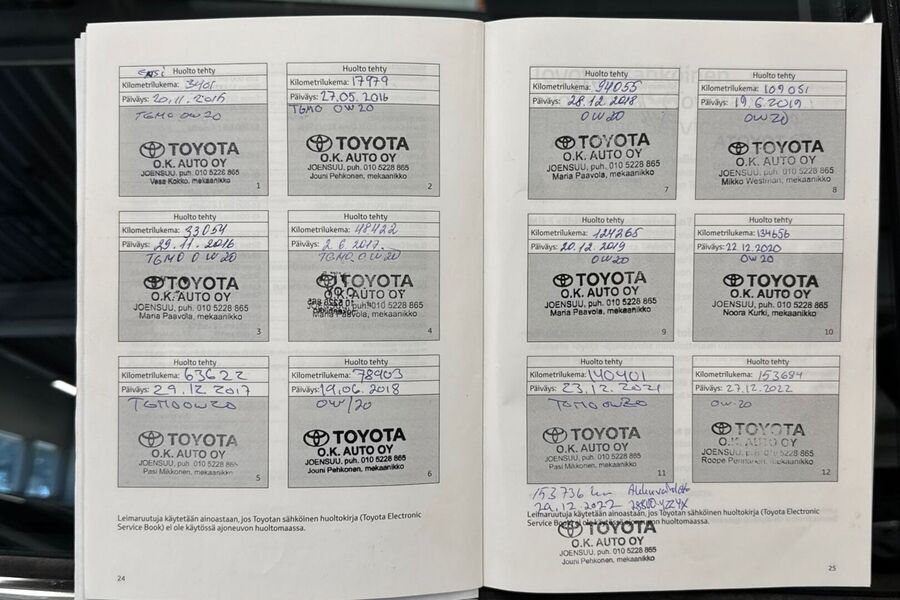 ENSi Huolto tehty
Kilometrilukema: 3901
Päiväys: 20.11.2015
TGMO 0W20
TOYOTA
O.K. AUTO OY
JOENSUU, puh. 010 5228 865
Vesa Kokko, mekaanikko
1
Huolto tehty
Kilometrilukema: 17979
Päiväys: 27.05.2016
TGMO 0W20
TOYOTA
O.K. AUTO OY
JOENSUU, puh. 010 5228 865
Jouni Pehkonen, mekaanikko
2
Huolto tehty
Kilometrilukema: 33054
Päiväys: 29.11.2016
TGMO 0W20
TOYOTA
O.K. AUTO OY
JOENSUU, puh. 010 5228 865
Maria Paavola, mekaanikko
3
Huolto tehty
Kilometrilukema: 48422
Päiväys: 2.6.2017.
TGMO 0W20
TOYOTA
O.K. AUTO OY
JOENSUU, puh. 010 5228 865
Maria Paavola, mekaanikko
4
Huolto tehty
Kilometrilukema: 63622
Päiväys: 29.12.2017
TGMO 0W20
TOYOTA
O.K. AUTO OY
JOENSUU, puh. 010 5228 865
Pasi Mikkonen, mekaanikko
5
Huolto tehty
Kilometrilukema: 78903
Päiväys: 19.06.2018
0W/20
TOYOTA
O.K. AUTO OY
JOENSUU, puh. 010 5228 865
Jouni Pehkonen, mekaanikko
6
Leimaruutuja käytetään ainoastaan, jos Toyotan sähköinen huoltokirja (Toyota Electronic
Service Book) ei ole käytössä ajoneuvon huoltomaassa.
24
Huolto tehty
Kilometrilukema: 94055
Päiväys: 28.12.2018
0W20
TOYOTA
O.K. AUTO OY
JOENSUU, puh. 010 5228 865
Maria Paavola, mekaanikko
7
Huolto tehty
Kilometrilukema: 109051
Päiväys: 19.6.2019
0W20
TOYOTA
O.K. AUTO OY
JOENSUU, puh. 010 5228 865
Mikko Westman, mekaanikko
8
Huolto tehty
Kilometrilukema: 124265
Päiväys: 20.12.2019
0W20
TOYOTA
O.K. AUTO OY
JOENSUU, puh. 010 5228 865
Maria Paavola, mekaanikko
9
Huolto tehty
Kilometrilukema: 134656
Päiväys: 22.12.2020
0W20
TOYOTA
O.K. AUTO OY
JOENSUU, puh. 010 5228 865
Noora Kurki, mekaanikko
10
Huolto tehty
Kilometrilukema: 140401
Päiväys: 23.12.2021
TGMO 0W20
TOYOTA
O.K. AUTO OY
JOENSUU, puh. 010 5228 865
Pasi Mikkonen, mekaanikko
11
Huolto tehty
Kilometrilukema: 153684
Päiväys: 27.12.2022
0W-20
TOYOTA
O.K. AUTO OY
JOENSUU, puh. 010 5228 865
Roope mekaanikko
12
153736 km
29.12.2022
Leimaruutuja käytetään ainoastaan, jos Toyotan sähköinen huoltokirja (Toyota Electronic
Service Book) ei ole käytössä ajoneuvon huoltomaassa.
TOYOTA
O.K. AUTO OY
JOENSUU, puh. 010 5228 865
Jouni Pehkonen, mekaanikko
25